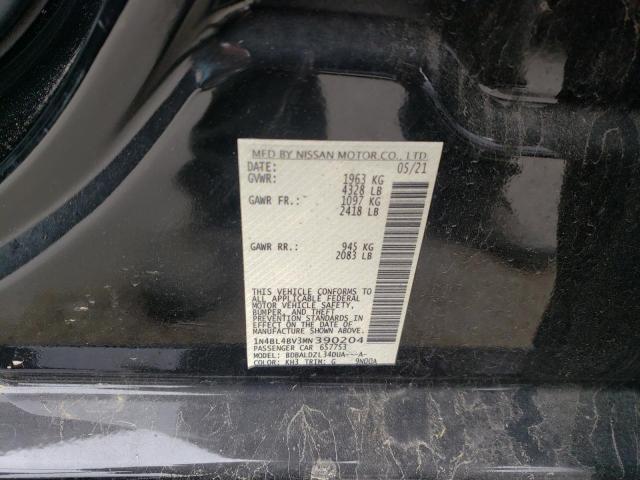 MFD BY NISSAN MOTOR CO., LTD.
DATE: 05/21
GVWR: 1963 KG
4328 LB
GAWR FR.: 1097 KG
2418 LB
GAWR RR.: 945 KG
2083 LB
THIS VEHICLE CONFORMS TO
ALL APPLICABLE FEDERAL
MOTOR VEHICLE SAFETY,
BUMPER, AND THEFT
PREVENTION STANDARDS
IN EFFECT ON THE DATE OF
MANUFACTURE SHOWN ABOVE.
1N4BL4BV3MN390204
PASSENGER CAR 657753
MODEL: BDBALDZL34DUA---A-
COLOR: KH3 TRIM: G 9N00A